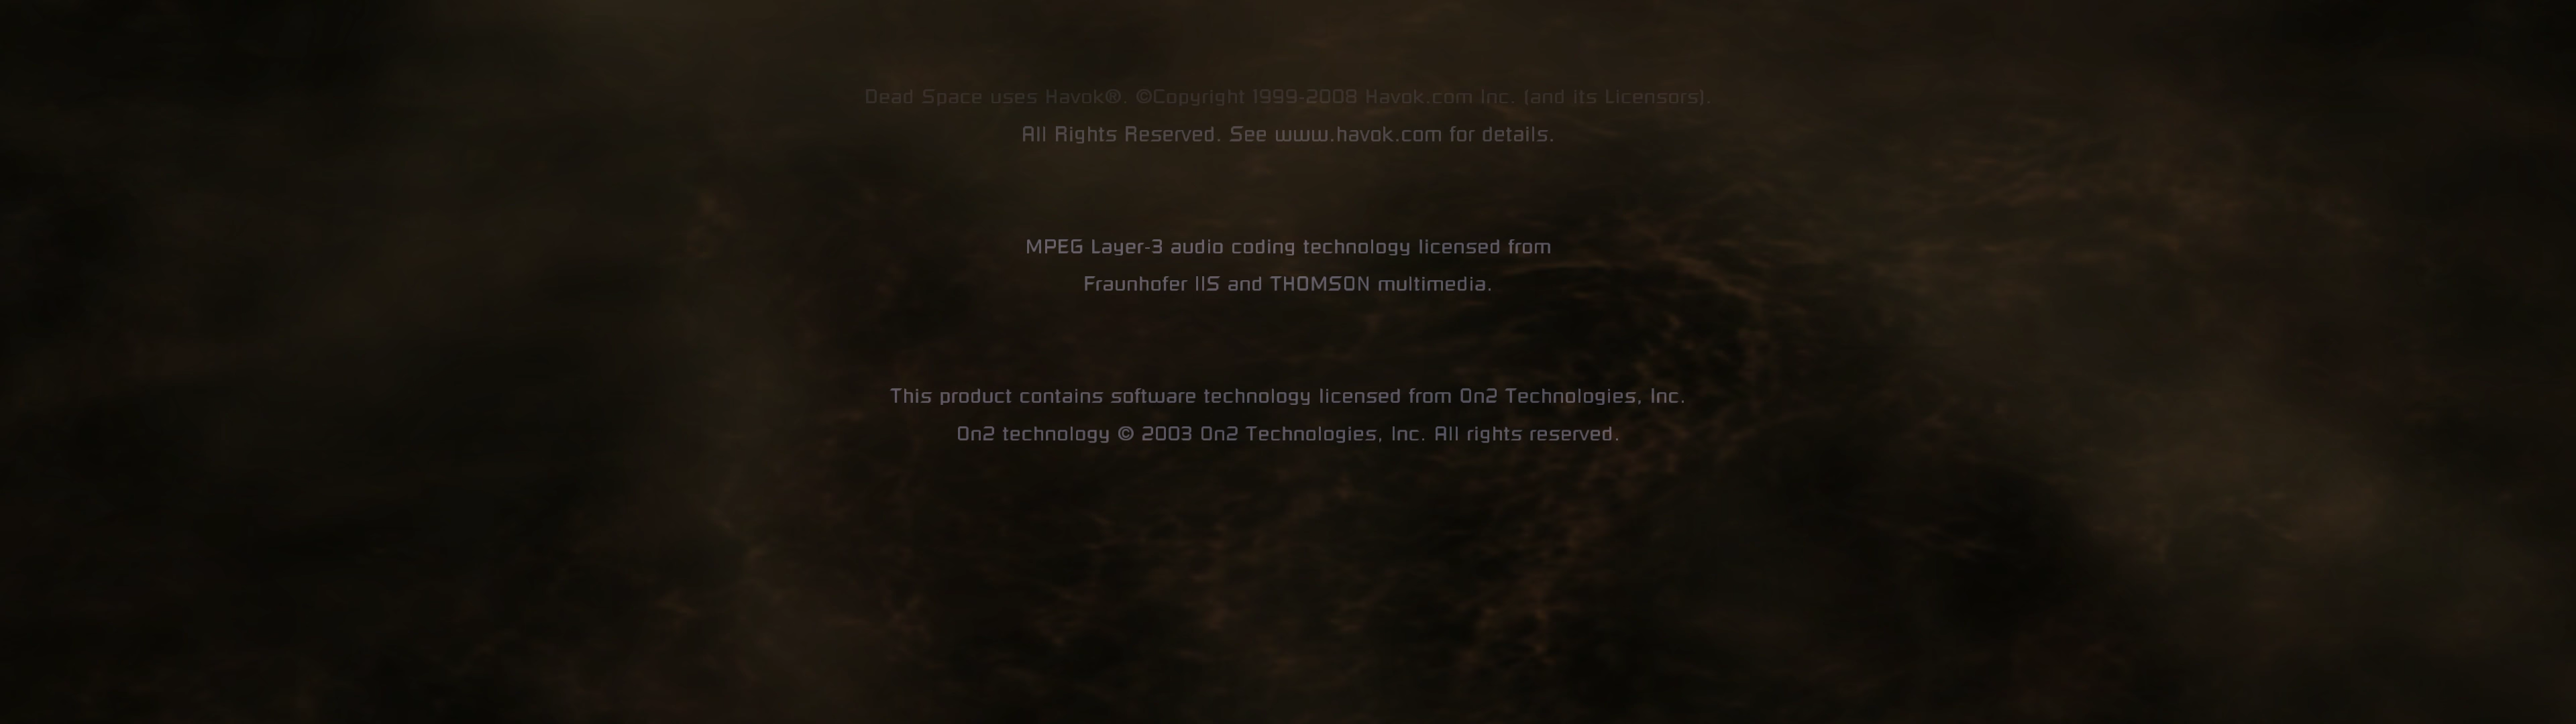 Dead Space uses Havok®. ©Copyright 1999-2008 Havok.com Inc. (and its Licensors).
All Rights Reserved. See www.havok.com for details.
MPEG Layer-3 audio coding technology licensed from
Fraunhofer IIS and THOMSON multimedia.
This product contains software technology licensed from On2 Technologies, Inc.
On2 technology © 2003 On2 Technologies, Inc. All rights reserved.